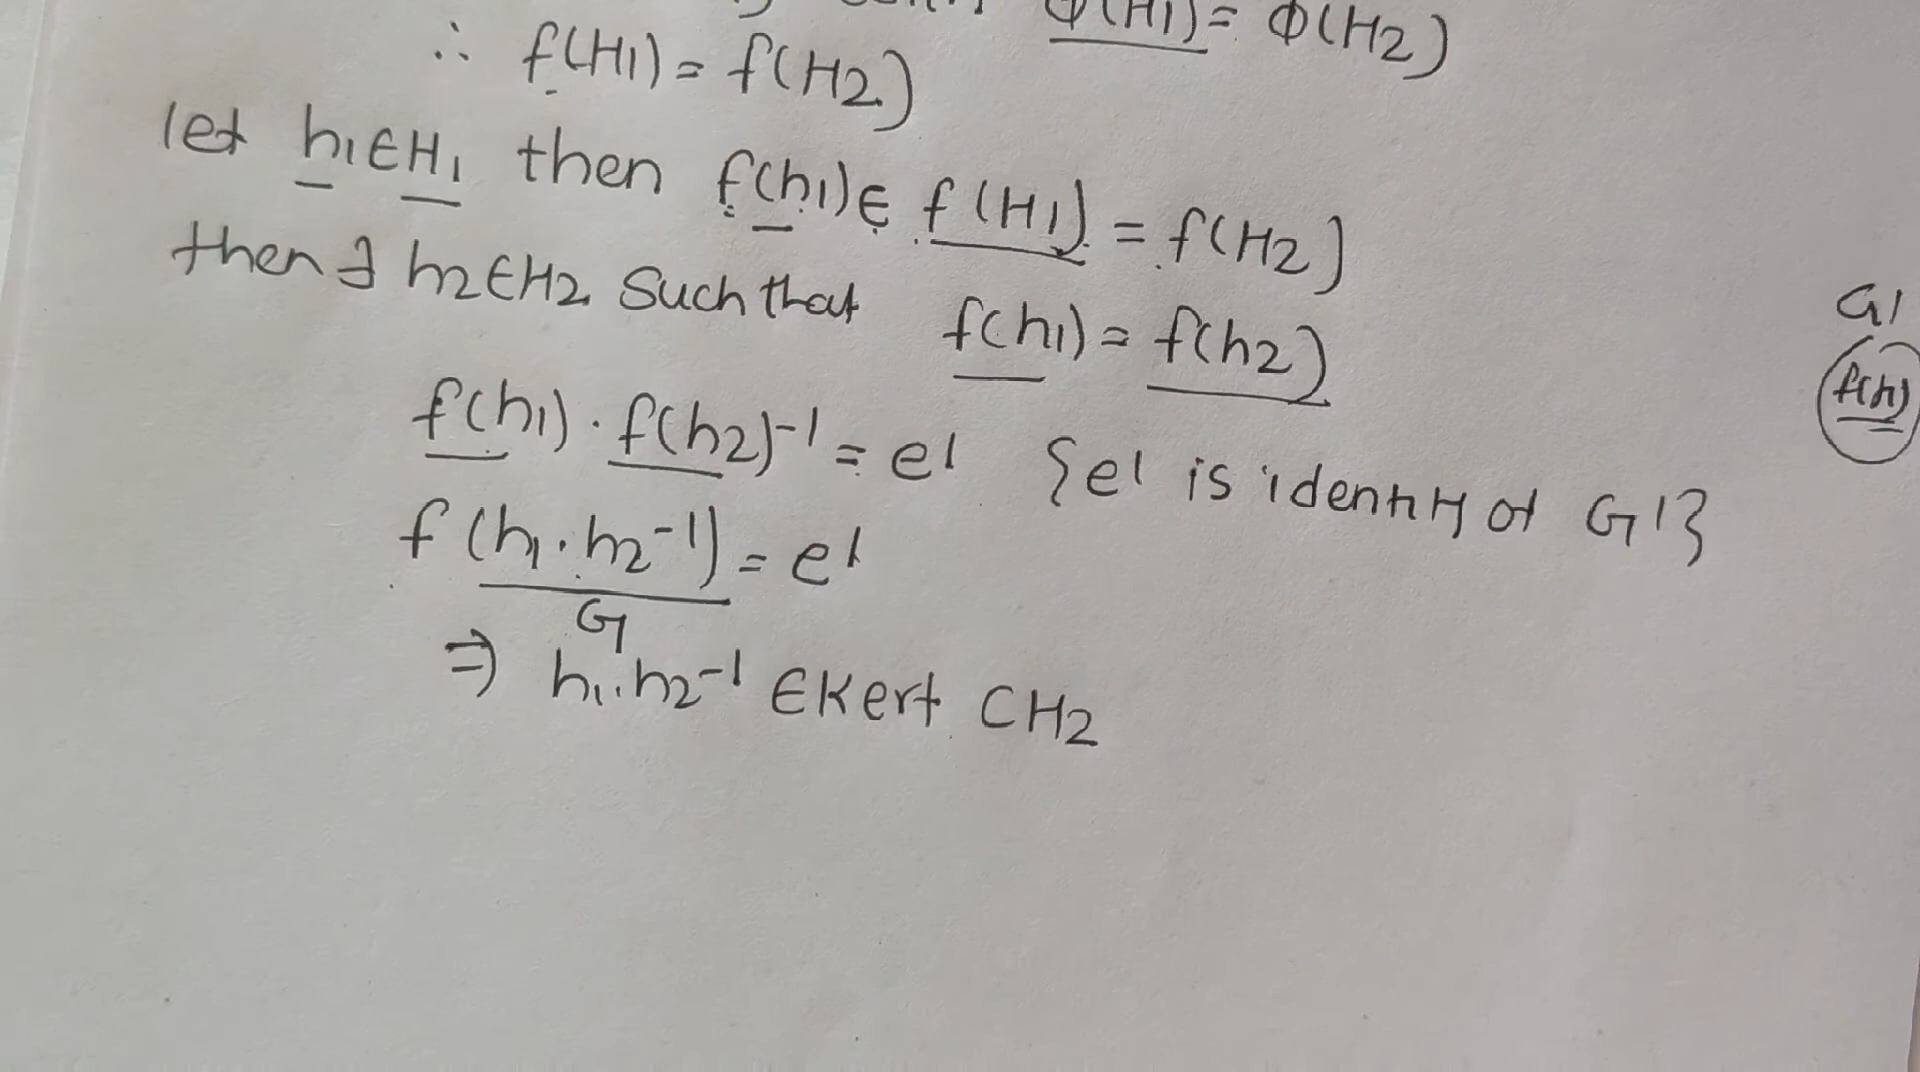 Φ(H1) = Φ(H2)
∴ f(H1) = f(H2)
let h1 ∈ H1 then f(h1) ∈ f(H1) = f(H2)
then ∃ h2 ∈ H2 such that f(h1) = f(h2)
f(h1) · f(h2)⁻¹ = e' {e' is identity of G'}
f(h1 · h2⁻¹) = e'
G
⇒ h1 · h2⁻¹ ∈ kerf ⊂ H2
G'
f(h)